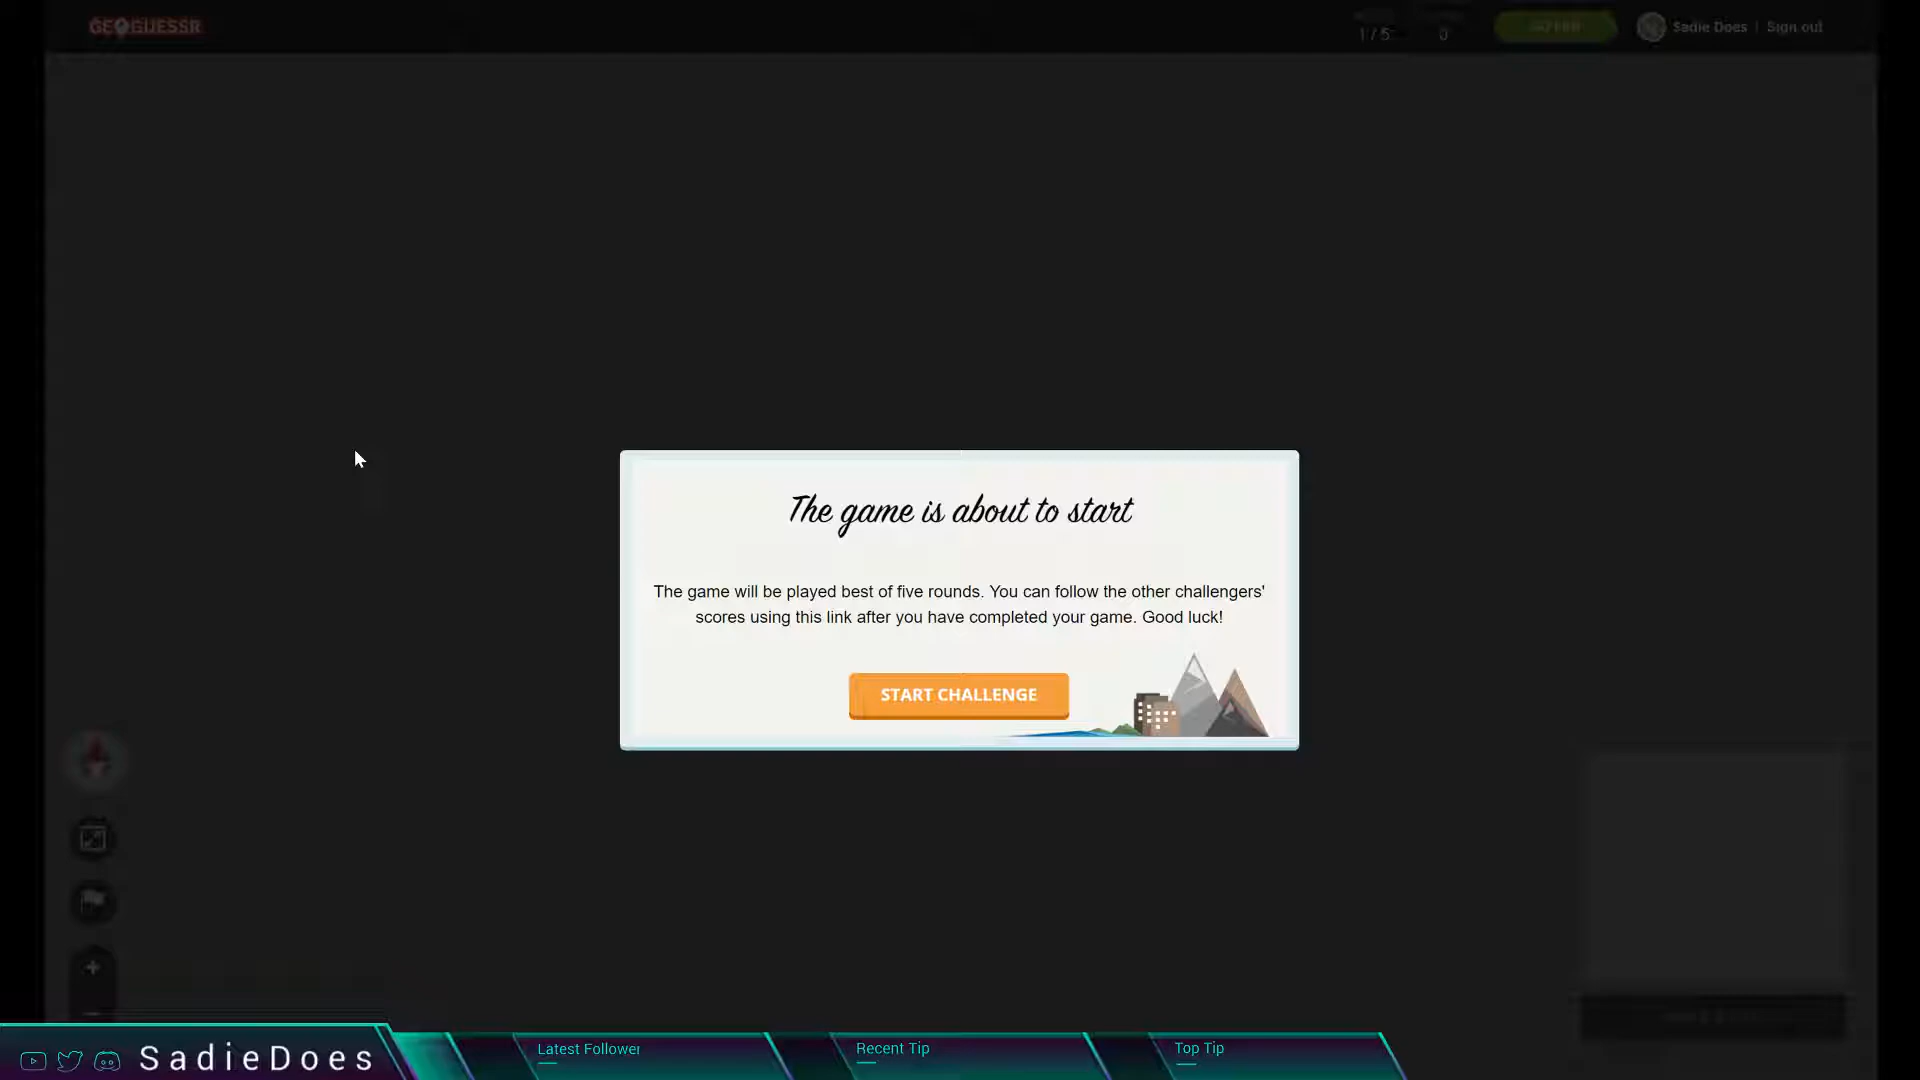 GEOGUESSR
1 / 5
0
Sadie Does | Sign out
The game is about to start
The game will be played best of five rounds. You can follow the other challengers'
scores using this link after you have completed your game. Good luck!
START CHALLENGE
SadieDoes
Latest Follower
Recent Tip
Top Tip